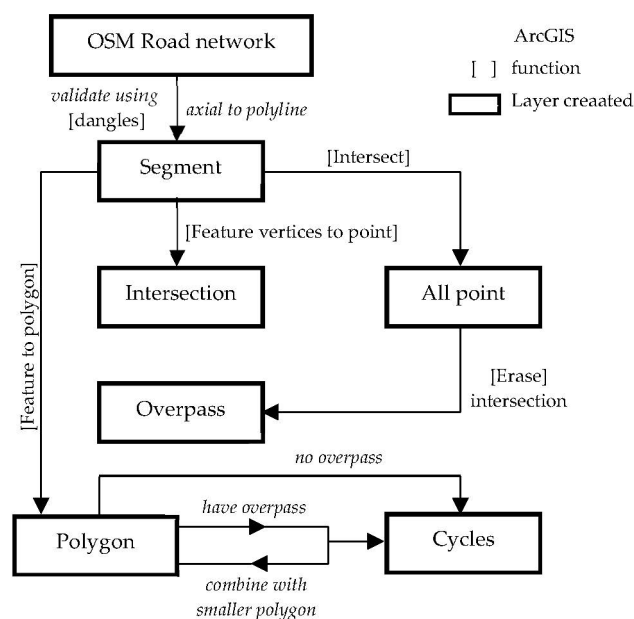 OSM Road network
ArcGIS
[ ] function
Layer creaated
validate using
[dangles]
axial to polyline
Segment
[Intersect]
[Feature vertices to point]
[Feature to polygon]
Intersection
All point
[Erase]
intersection
Overpass
no overpass
have overpass
Polygon
Cycles
combine with
smaller polygon